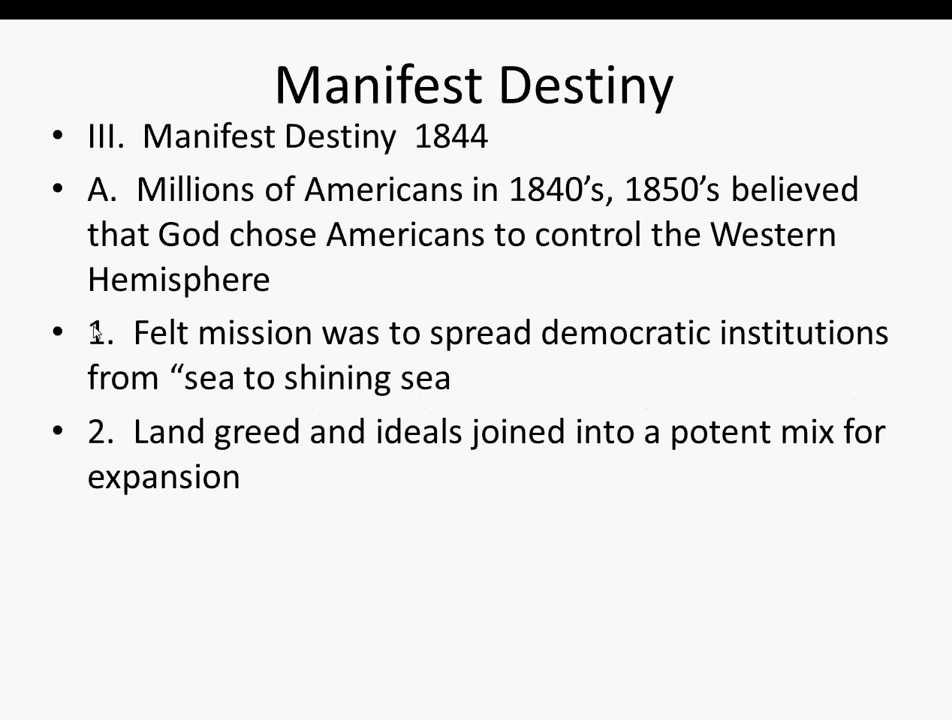 Manifest Destiny
• III.  Manifest Destiny  1844
• A.  Millions of Americans in 1840’s, 1850’s believed
that God chose Americans to control the Western
Hemisphere
• 1.  Felt mission was to spread democratic institutions
from “sea to shining sea
• 2.  Land greed and ideals joined into a potent mix for
expansion